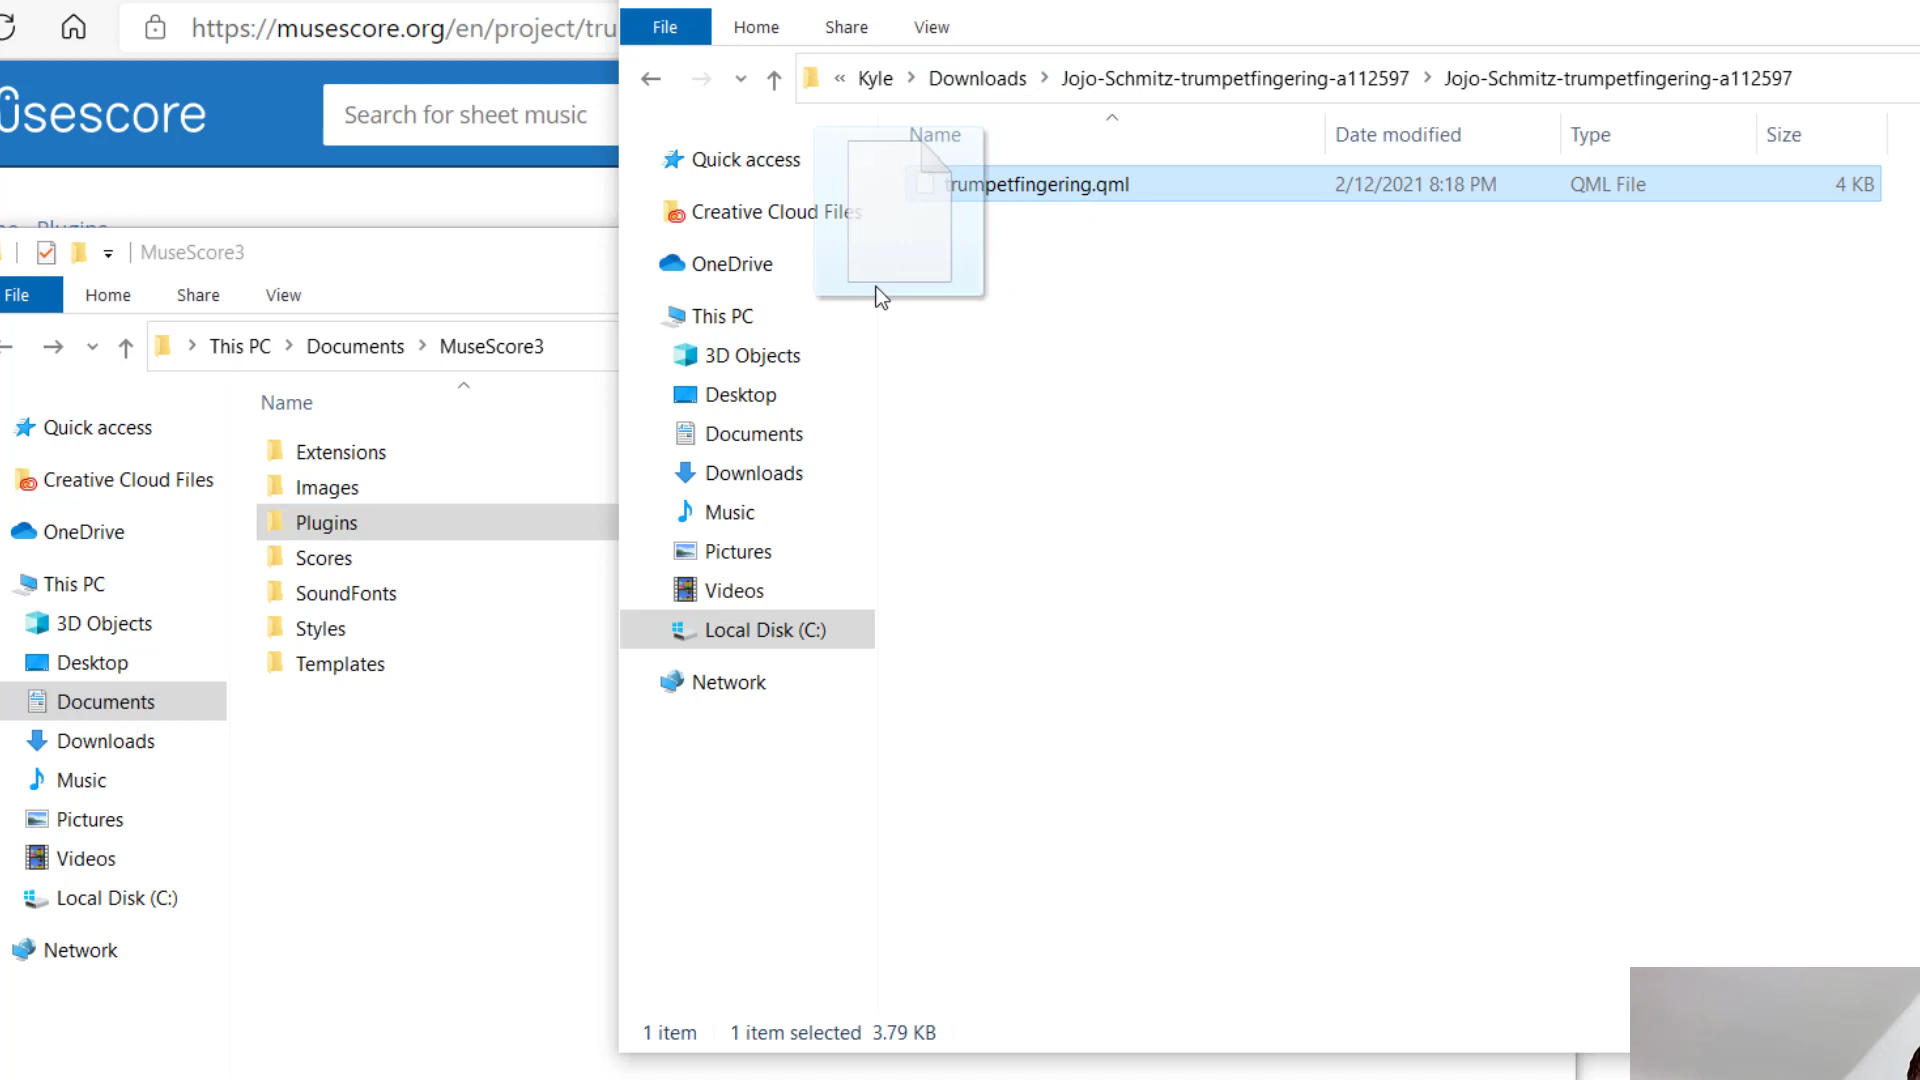 https://musescore.org/en/project/tru
musescore
Search for sheet music
Plugins
MuseScore3
File Home Share View
This PC Documents MuseScore3
Name
Quick access
Creative Cloud Files
OneDrive
This PC
3D Objects
Desktop
Documents
Downloads
Music
Pictures
Videos
Local Disk (C:)
Network
Extensions
Images
Plugins
Scores
SoundFonts
Styles
Templates
File Home Share View
« Kyle Downloads Jojo-Schmitz-trumpetfingering-a112597 Jojo-Schmitz-trumpetfingering-a112597
Name Date modified Type Size
trumpetfingering.qml 2/12/2021 8:18 PM QML File 4 KB
Quick access
Creative Cloud Files
OneDrive
This PC
3D Objects
Desktop
Documents
Downloads
Music
Pictures
Videos
Local Disk (C:)
Network
1 item 1 item selected 3.79 KB